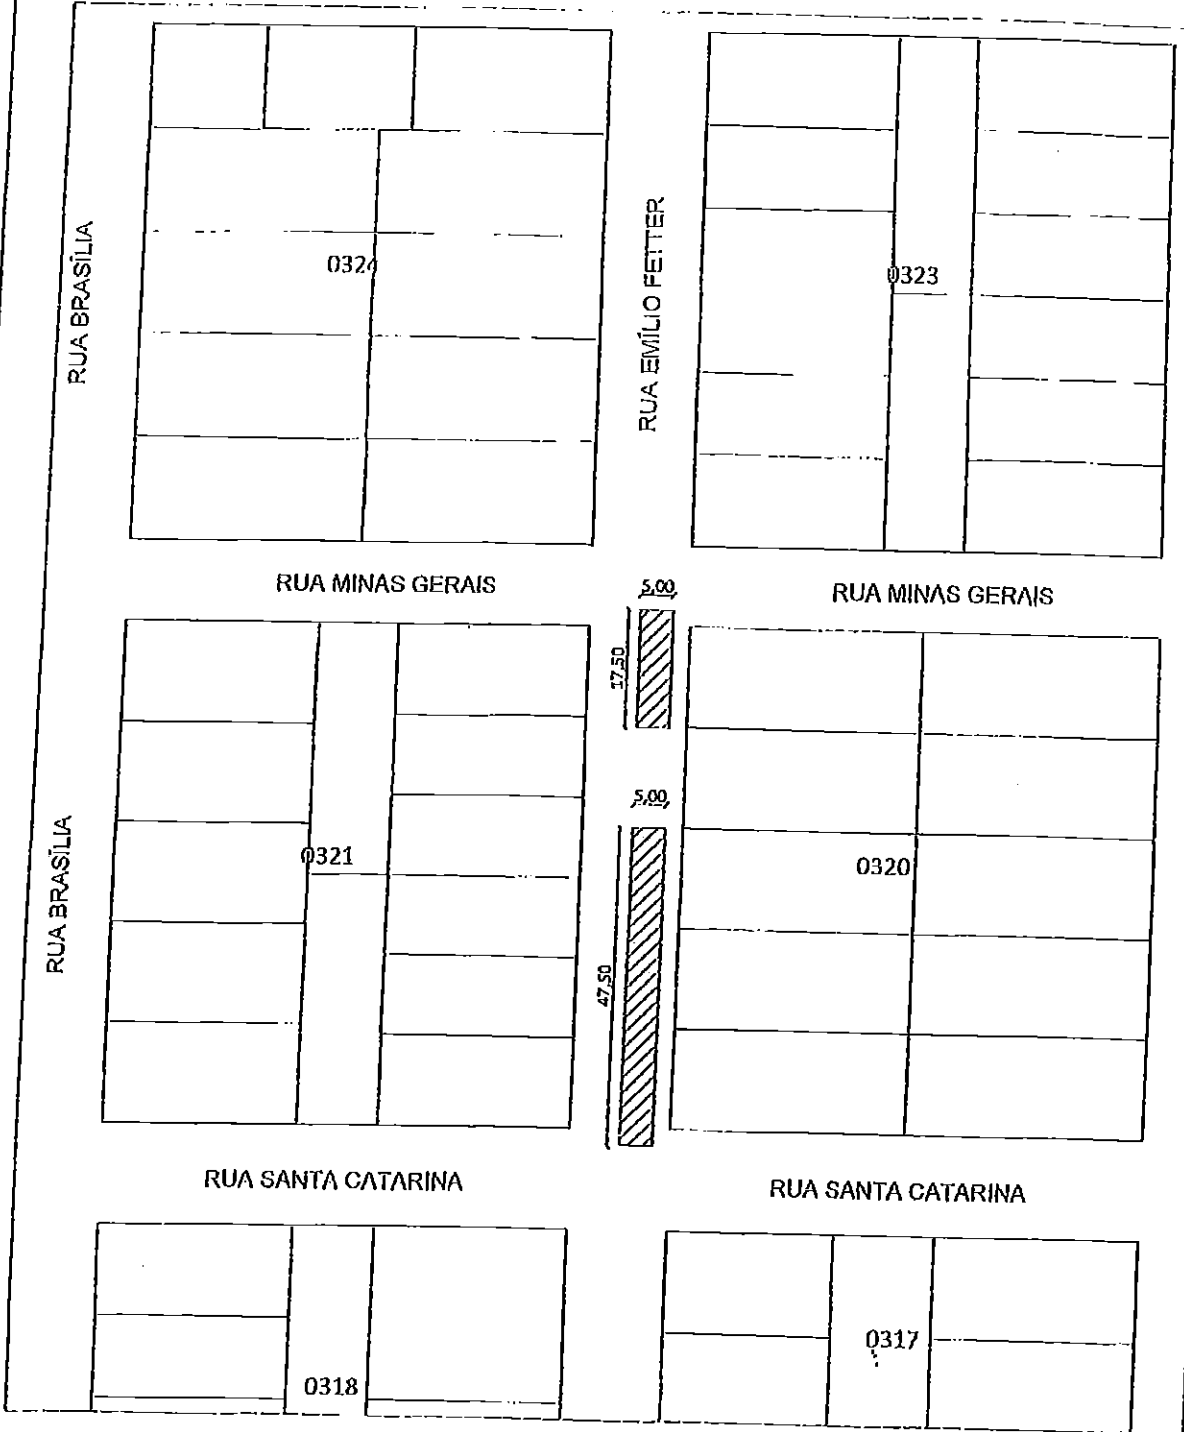 RUA BRASÍLIA
0324
RUA EMÍLIO FETTER
0323
RUA MINAS GERAIS
5,00
RUA MINAS GERAIS
17,50
5,00
RUA BRASÍLIA
0321
0320
47,50
RUA SANTA CATARINA
RUA SANTA CATARINA
0318
0317